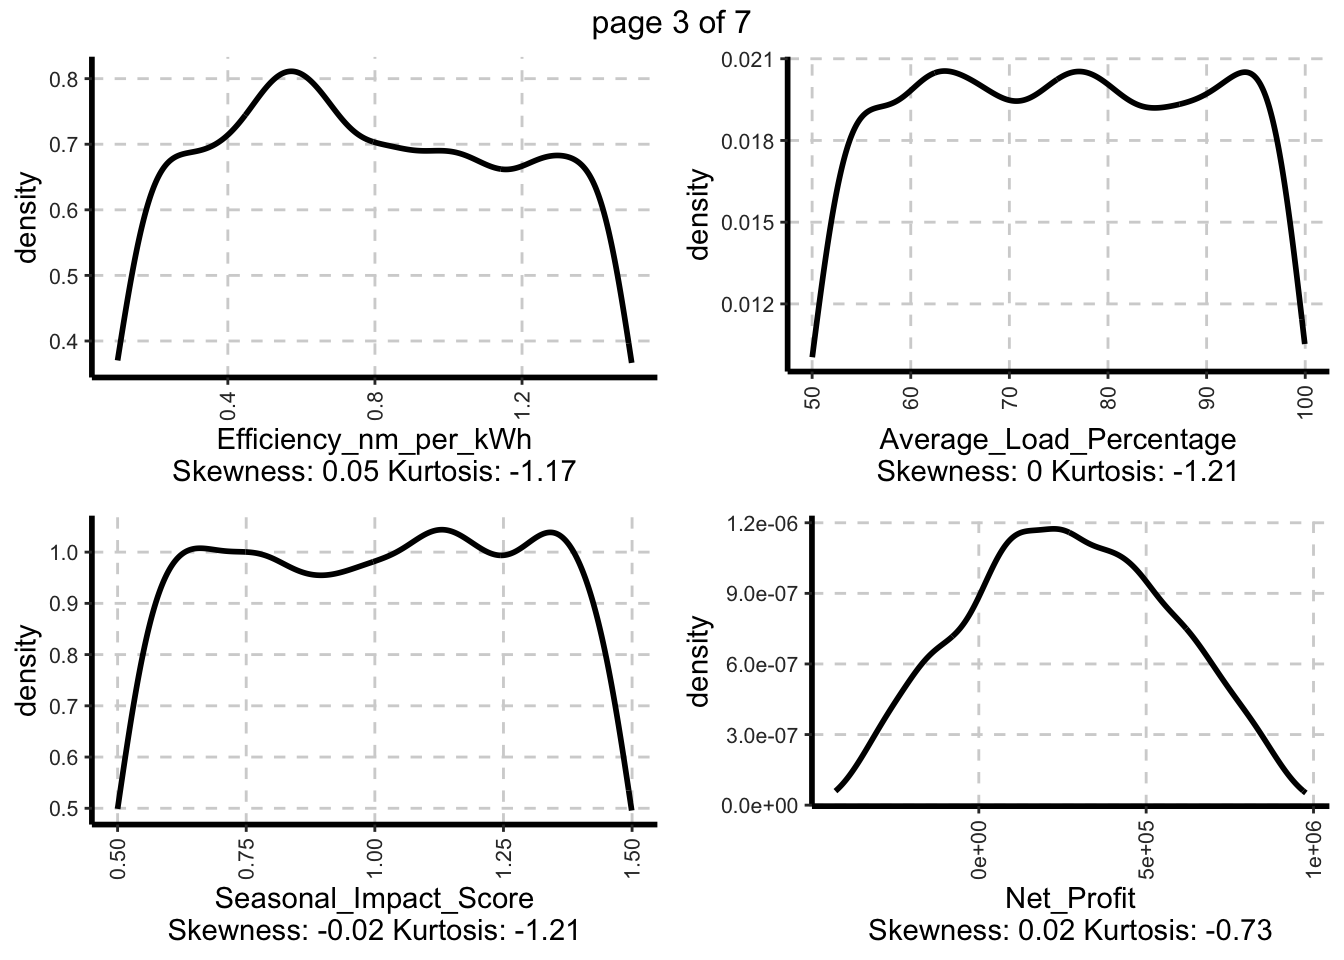 page 3 of 7
0.8
0.7
0.6
0.5
0.4
density
0.4
0.8
1.2
Efficiency_nm_per_kWh
Skewness: 0.05 Kurtosis: -1.17
0.021
0.018
0.015
0.012
density
50
60
70
80
90
100
Average_Load_Percentage
Skewness: 0 Kurtosis: -1.21
1.0
0.9
0.8
0.7
0.6
0.5
density
0.50
0.75
1.00
1.25
1.50
Seasonal_Impact_Score
Skewness: -0.02 Kurtosis: -1.21
1.2e-06
9.0e-07
6.0e-07
3.0e-07
0.0e+00
density
0e+00
5e+05
1e+06
Net_Profit
Skewness: 0.02 Kurtosis: -0.73